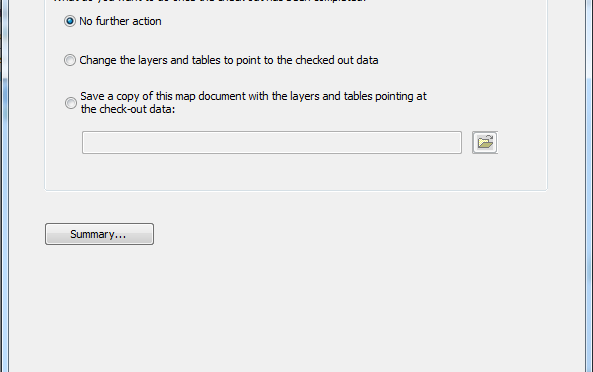 No further action
Change the layers and tables to point to the checked out data
Save a copy of this map document with the layers and tables pointing at
the check-out data:
Summary...